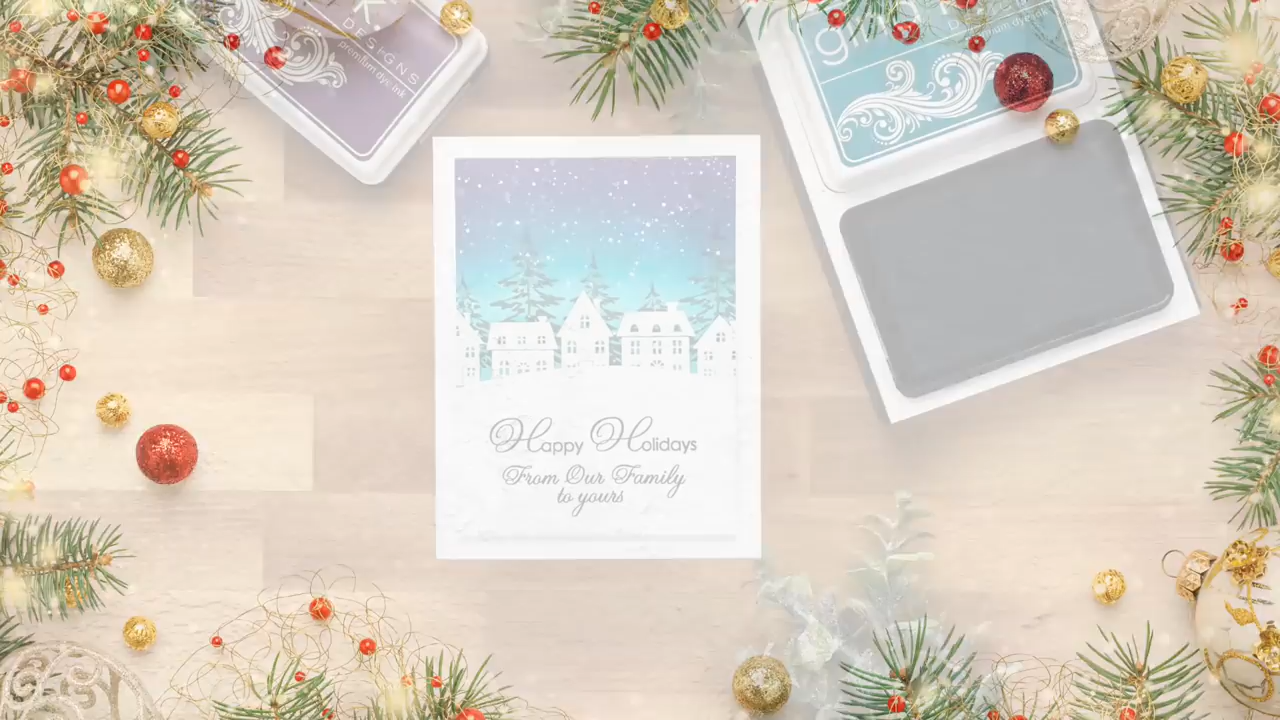 K
DESIGNS
premium dye ink
Happy Holidays
From Our Family
to yours